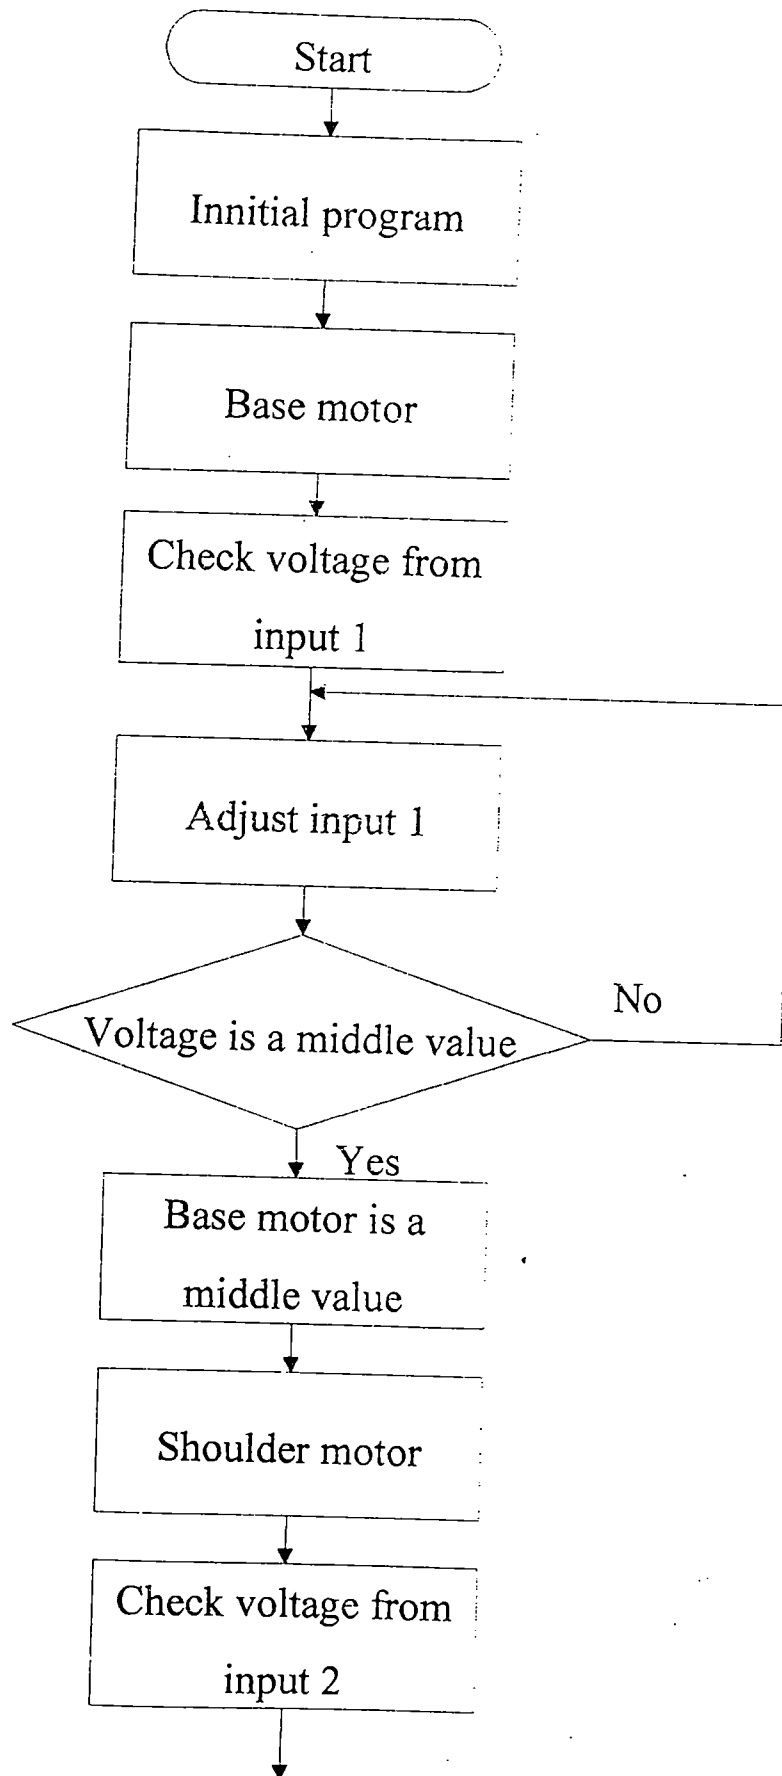 Start
Innitial program
Base motor
Check voltage from
input 1
Adjust input 1
No
Voltage is a middle value
Yes
Base motor is a
middle value
Shoulder motor
Check voltage from
input 2